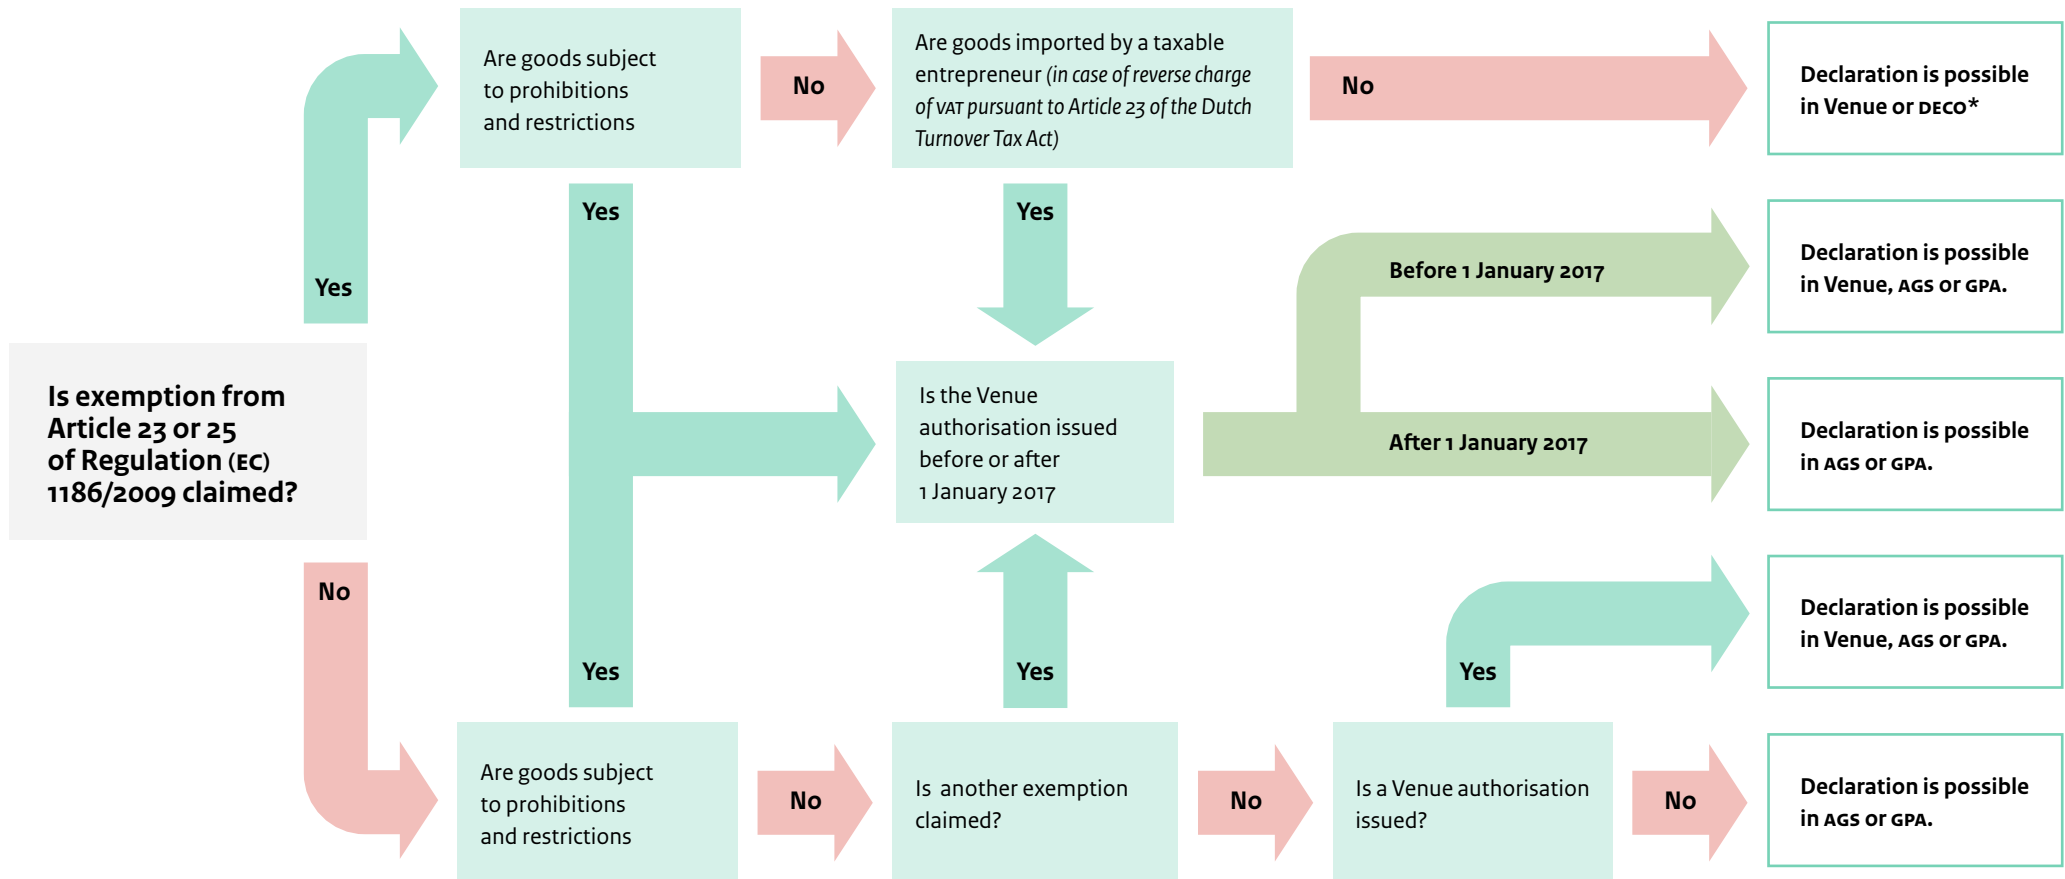 Are goods subject
to prohibitions
and restrictions
No
Are goods imported by a taxable
entrepreneur (in case of reverse charge
of VAT pursuant to Article 23 of the Dutch
Turnover Tax Act)
No
Declaration is possible
in Venue or DECO*
Yes
Yes
Yes
Before 1 January 2017
Declaration is possible
in Venue, AGS or GPA.
Is exemption from
Article 23 or 25
of Regulation (EC)
1186/2009 claimed?
Is the Venue
authorisation issued
before or after
1 January 2017
After 1 January 2017
Declaration is possible
in AGS or GPA.
No
Yes
Yes
Yes
Declaration is possible
in Venue, AGS or GPA.
Are goods subject
to prohibitions
and restrictions
No
Is another exemption
claimed?
No
Is a Venue authorisation
issued?
No
Declaration is possible
in AGS or GPA.